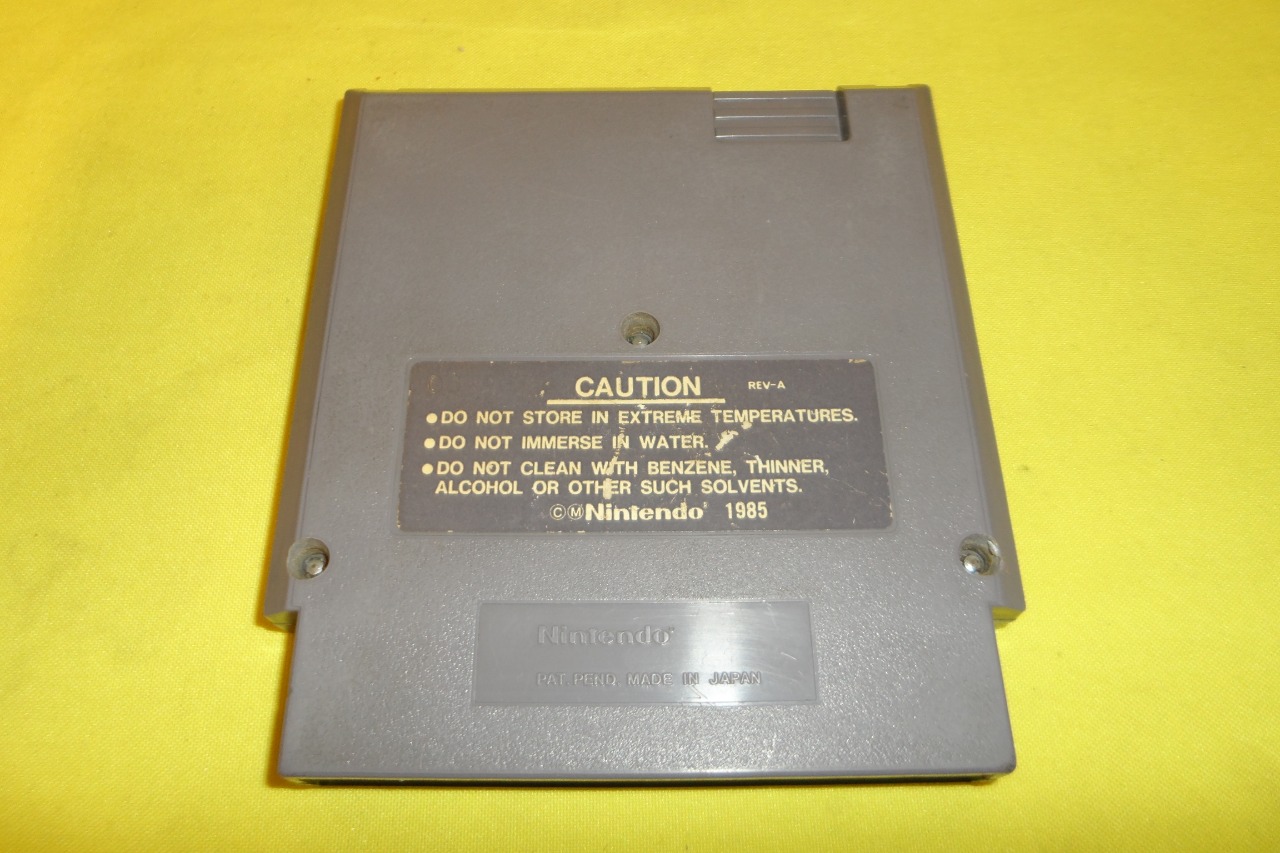 CAUTION REV-A
●DO NOT STORE IN EXTREME TEMPERATURES.
●DO NOT IMMERSE IN WATER.
●DO NOT CLEAN WITH BENZENE, THINNER,
ALCOHOL OR OTHER SUCH SOLVENTS.
©ⓂNintendo® 1985
Nintendo®
PAT. PEND. MADE IN JAPAN